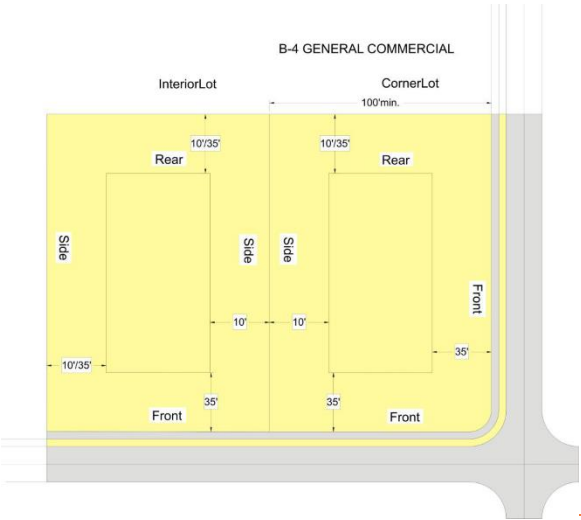 B-4 GENERAL COMMERCIAL
InteriorLot
CornerLot
100'min.
10'/35'
10'/35'
Rear
Rear
Side
Side
Side
Front
10'
10'
35'
10'/35'
35'
35'
Front
Front